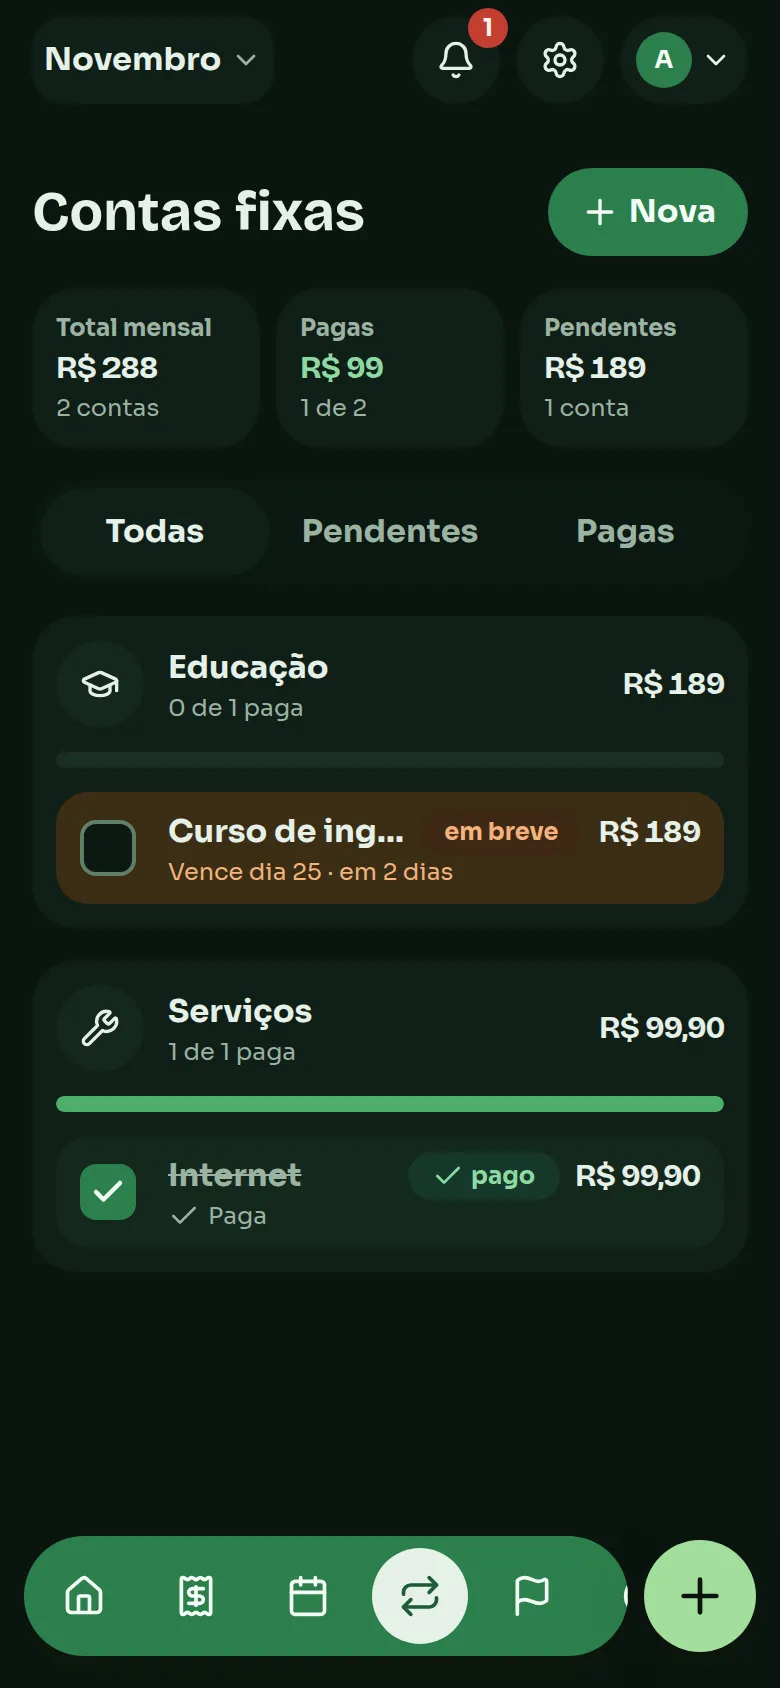 Novembro
1
A
Contas fixas
+ Nova
Total mensal
R$ 288
2 contas
Pagas
R$ 99
1 de 2
Pendentes
R$ 189
1 conta
Todas
Pendentes
Pagas
Educação
0 de 1 paga
R$ 189
Curso de ing...
em breve
R$ 189
Vence dia 25 · em 2 dias
Serviços
1 de 1 paga
R$ 99,90
Internet
pago
R$ 99,90
Paga